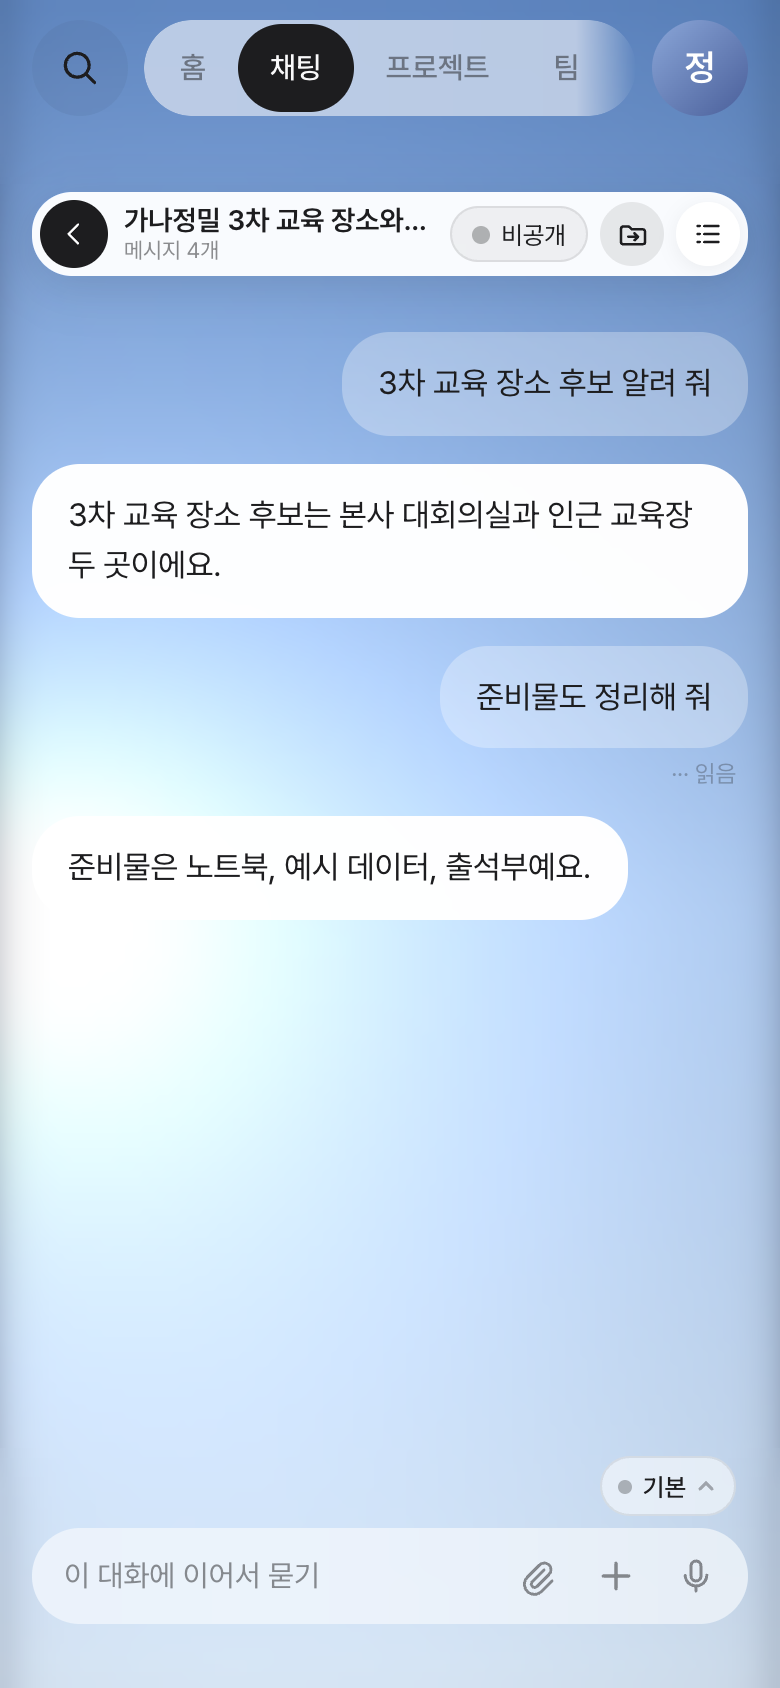 홈
채팅
프로젝트
팀
정
가나정밀 3차 교육 장소와...
메시지 4개
비공개
3차 교육 장소 후보 알려 줘
3차 교육 장소 후보는 본사 대회의실과 인근 교육장
두 곳이에요.
준비물도 정리해 줘
··· 읽음
준비물은 노트북, 예시 데이터, 출석부예요.
기본
이 대화에 이어서 묻기